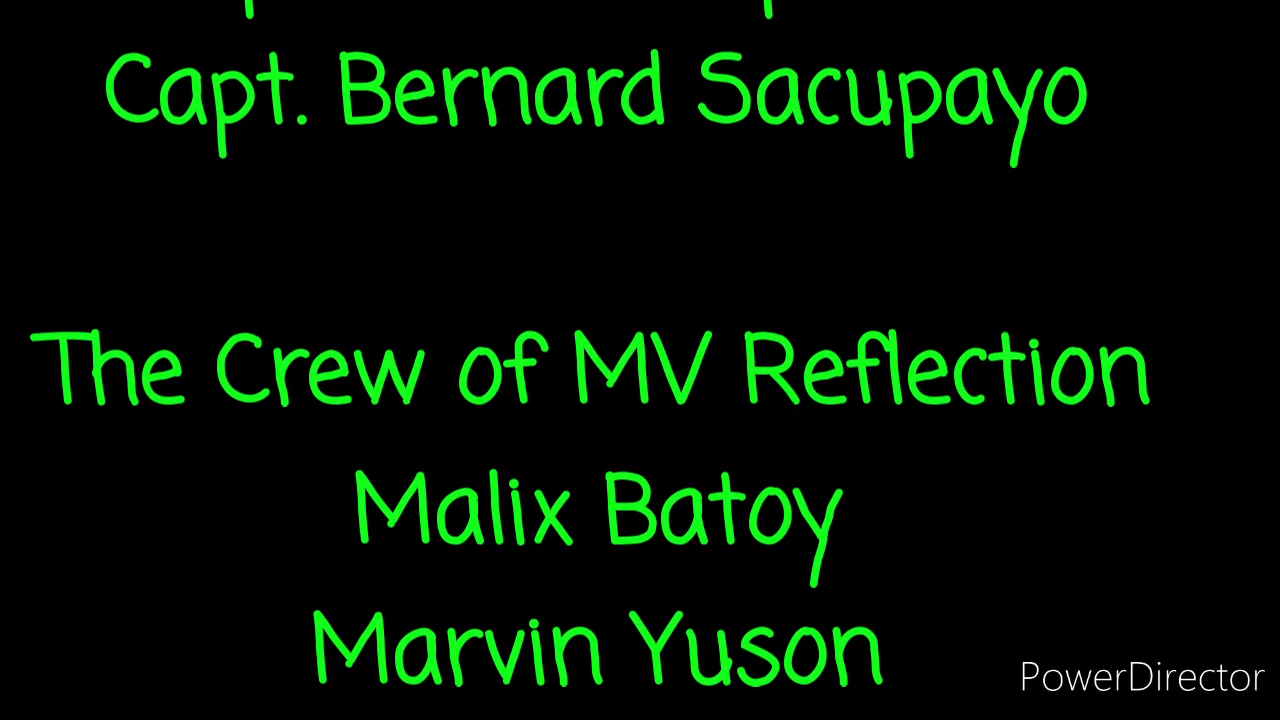 Capt. Bernard Sacupayo
The Crew of MV Reflection
Malix Batoy
Marvin Yuson
PowerDirector